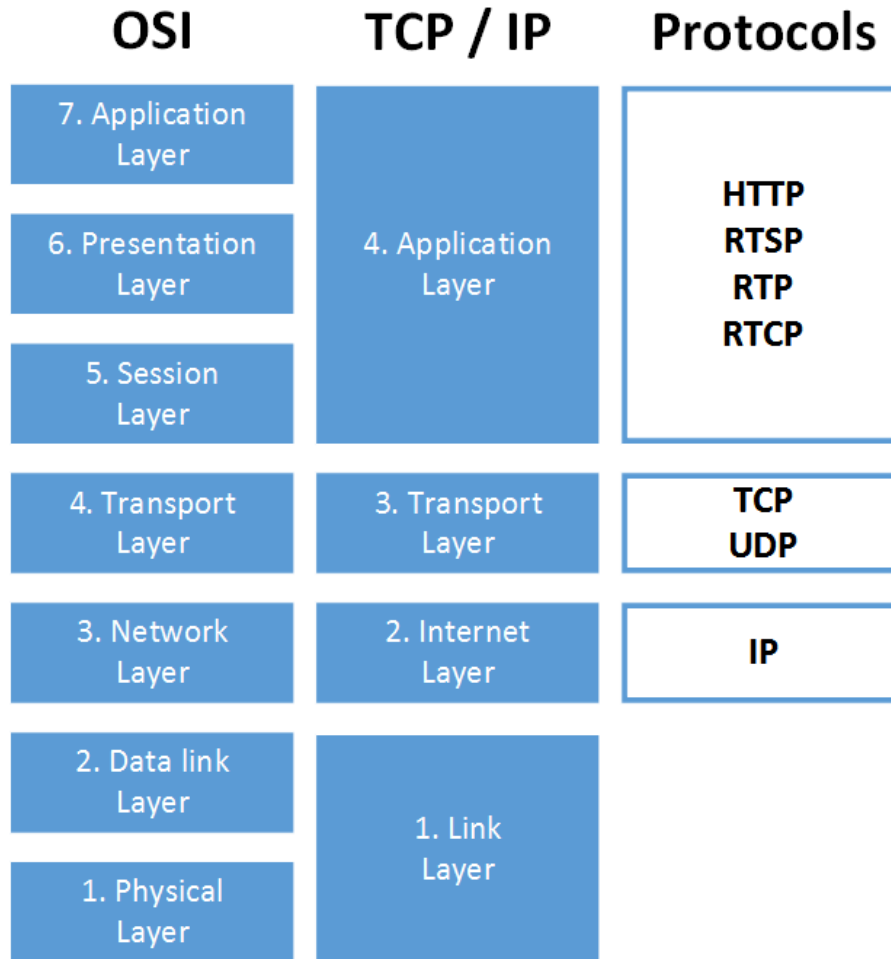 OSI
TCP / IP
Protocols
7. Application
Layer
6. Presentation
Layer
5. Session
Layer
4. Transport
Layer
3. Network
Layer
2. Data link
Layer
1. Physical
Layer
4. Application
Layer
3. Transport
Layer
2. Internet
Layer
1. Link
Layer
HTTP
RTSP
RTP
RTCP
TCP
UDP
IP